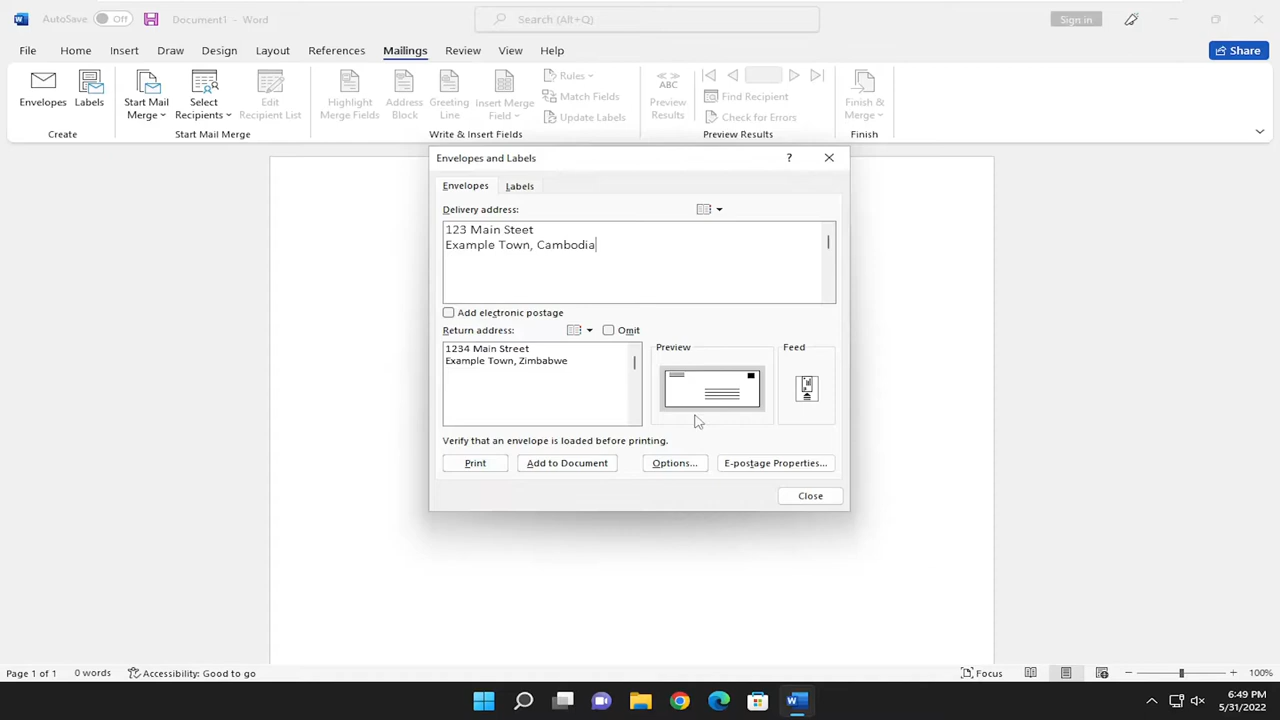 AutoSave Off Document1 - Word Search (Alt+Q) Sign in
File Home Insert Draw Design Layout References Mailings Review View Help Share
Envelopes
Labels
Create
Start Mail
Merge
Select
Recipients
Edit
Recipient List
Start Mail Merge
Highlight
Merge Fields
Address
Block
Greeting
Line
Insert Merge
Field
Rules
Match Fields
Update Labels
Write & Insert Fields
ABC
Preview
Results
Find Recipient
Check for Errors
Preview Results
Finish &
Merge
Finish
Envelopes and Labels ?
Envelopes Labels
Delivery address:
123 Main Steet
Example Town, Cambodia
Add electronic postage
Return address: Omit
1234 Main Street
Example Town, Zimbabwe
Preview
Feed
Verify that an envelope is loaded before printing.
Print Add to Document Options... E-postage Properties...
Close
Page 1 of 1 0 words Accessibility: Good to go Focus 100%
6:49 PM
5/31/2022